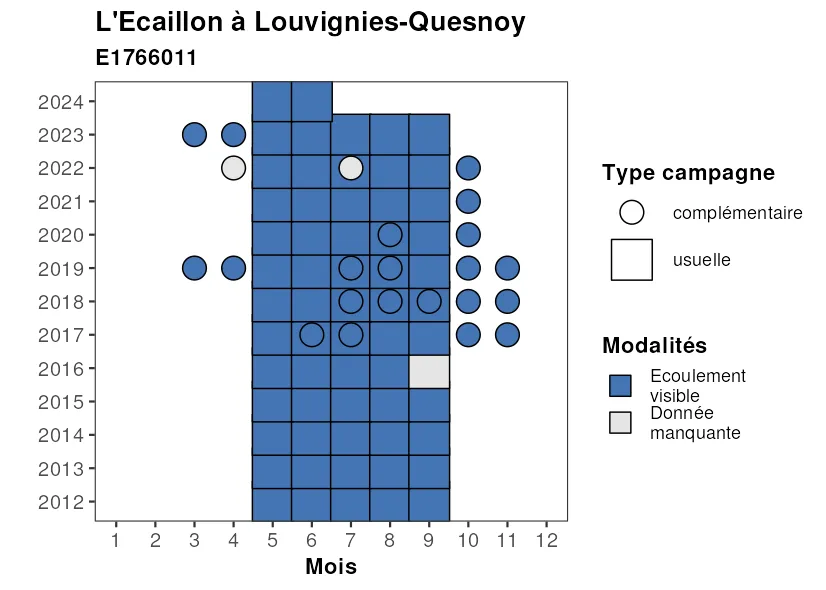 L'Ecaillon à Louvignies-Quesnoy
E1766011
2024
2023
2022
2021
2020
2019
2018
2017
2016
2015
2014
2013
2012
1 2 3 4 5 6 7 8 9 10 11 12
Mois
Type campagne
complémentaire
usuelle
Modalités
Ecoulement
visible
Donnée
manquante